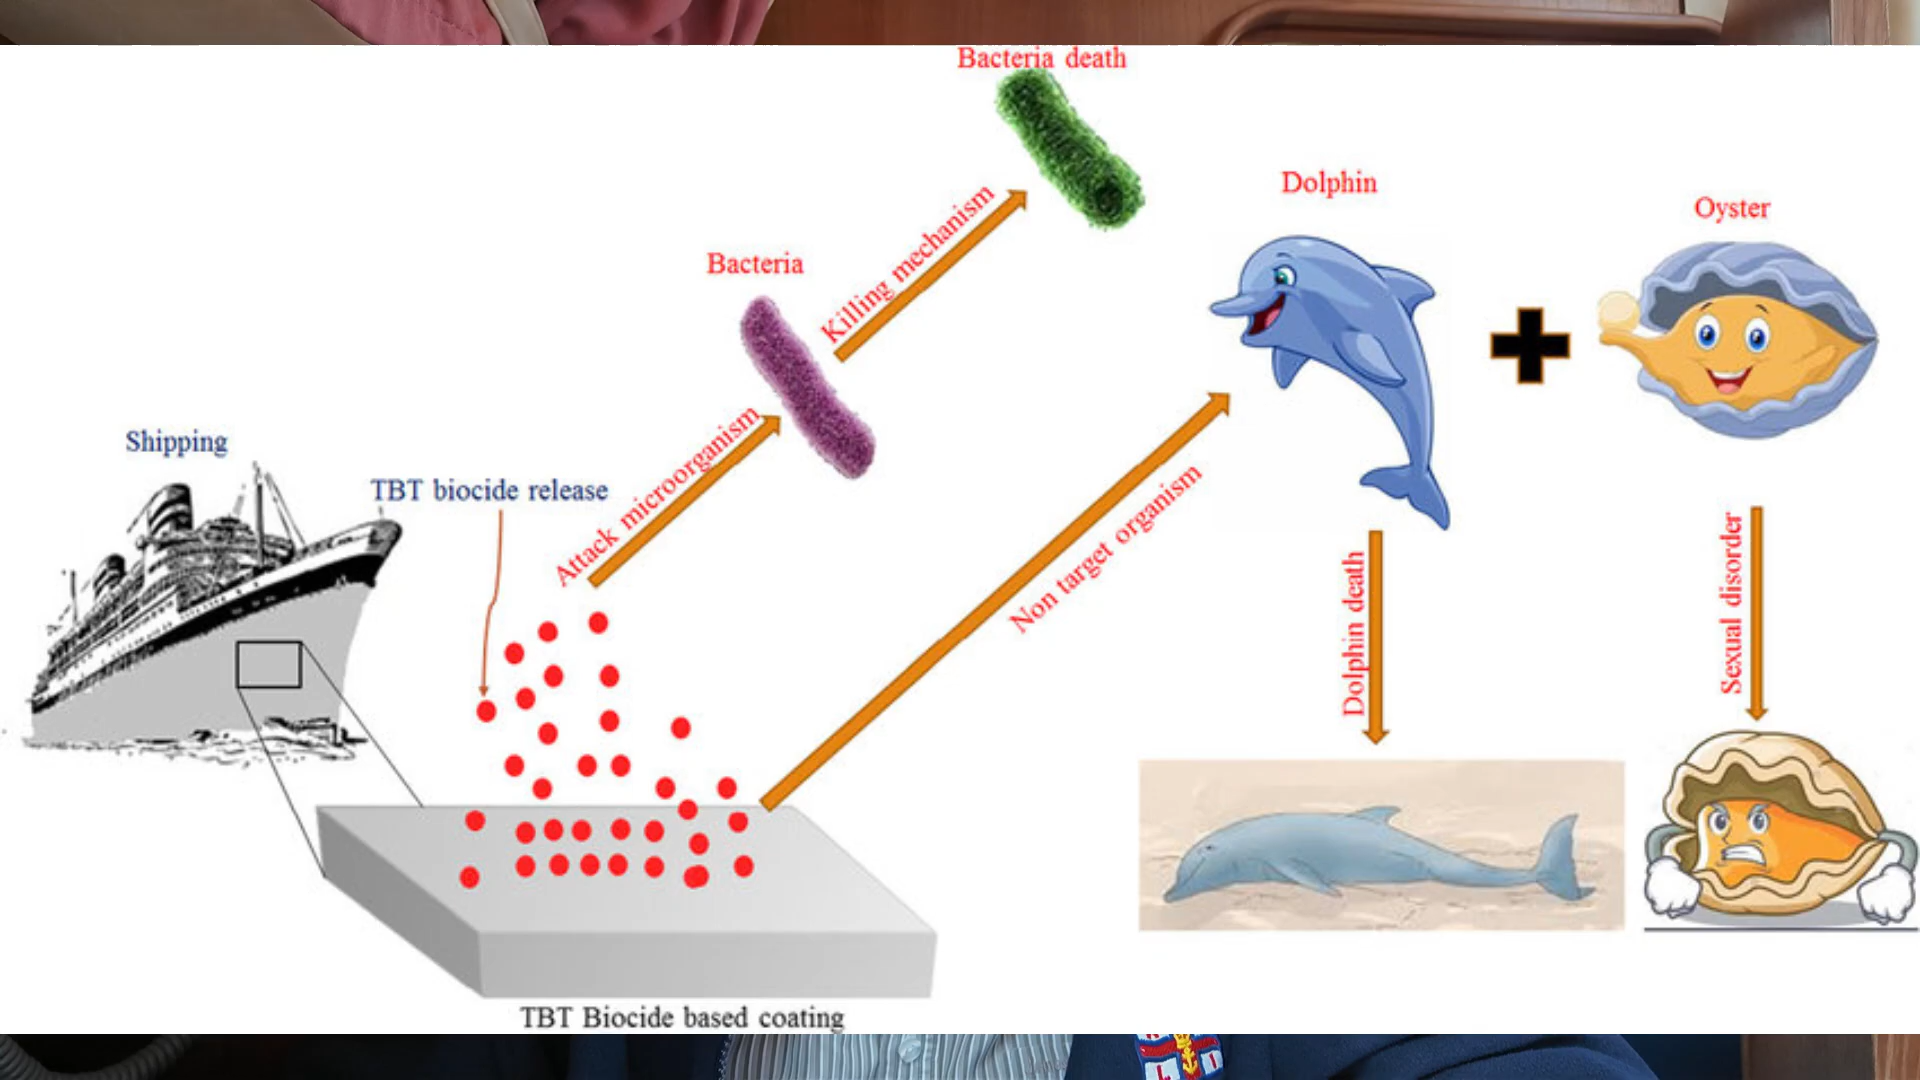 Bacteria death
Dolphin
Oyster
Bacteria
Killing mechanism
Shipping
TBT biocide release
Attack microorganism
Non target organism
Dolphin death
Sexual disorder
TBT Biocide based coating
L I